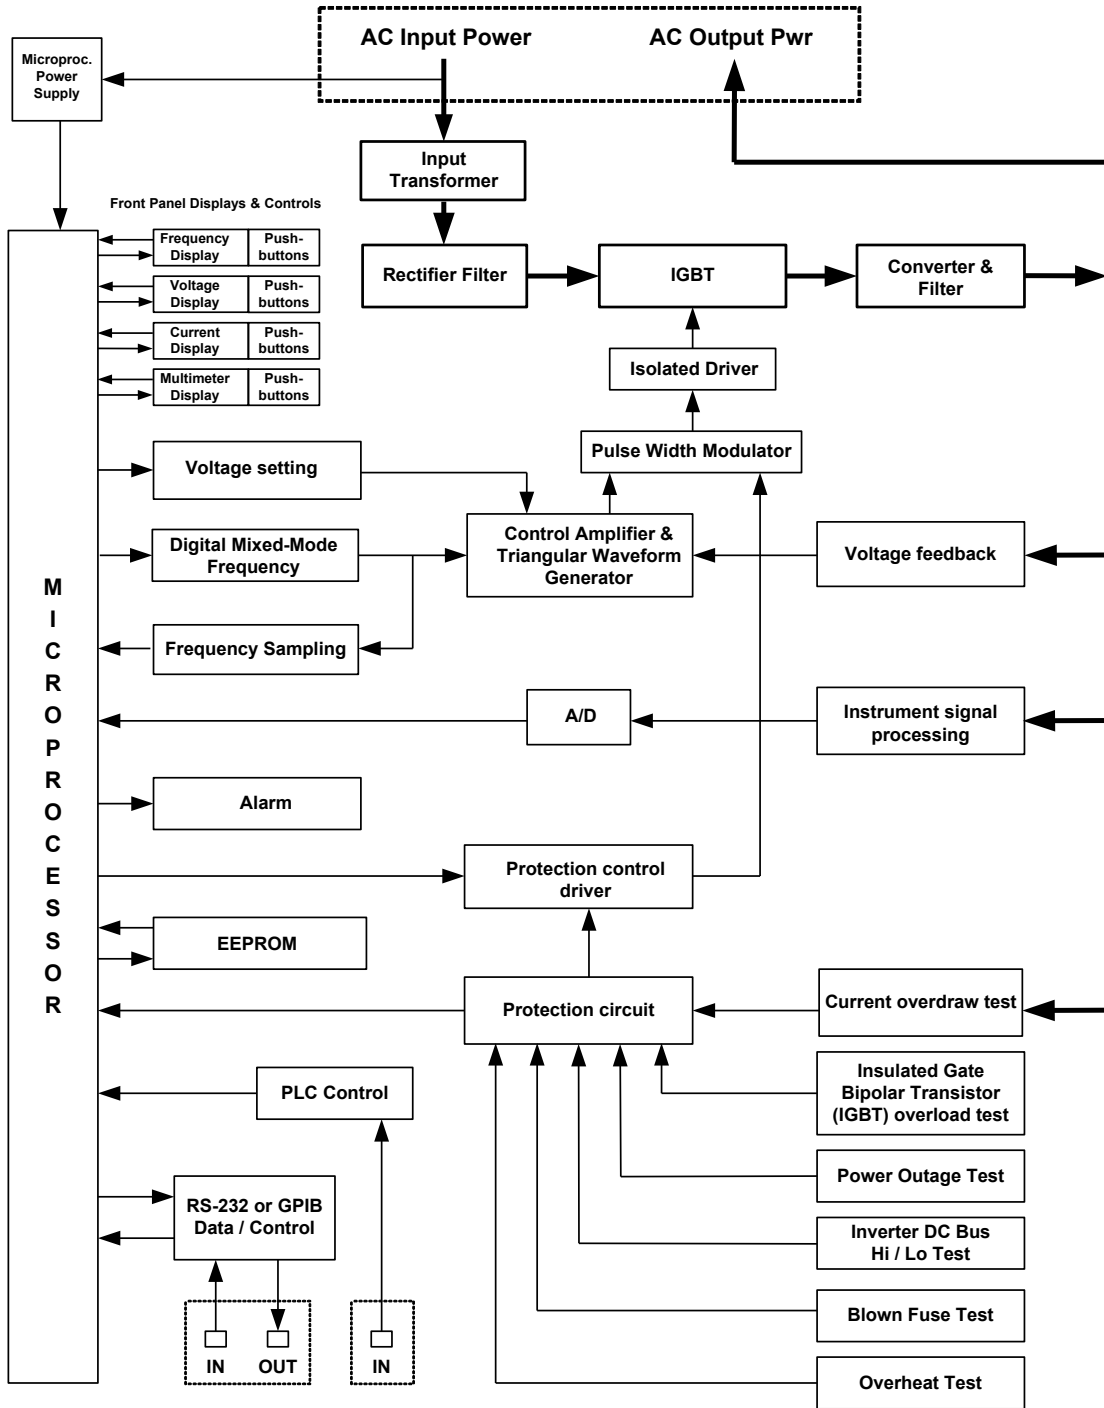 AC Input Power
AC Output Pwr
Microproc.
Power
Supply
Input
Transformer
Front Panel Displays & Controls
Frequency
Display
Push-
buttons
Voltage
Display
Push-
buttons
Current
Display
Push-
buttons
Multimeter
Display
Push-
buttons
Rectifier Filter
IGBT
Converter &
Filter
Isolated Driver
Pulse Width Modulator
Voltage setting
Digital Mixed-Mode
Frequency
Control Amplifier &
Triangular Waveform
Generator
Voltage feedback
MICROPROCESSOR
Frequency Sampling
A/D
Instrument signal
processing
Alarm
Protection control
driver
EEPROM
Protection circuit
Current overdraw test
PLC Control
Insulated Gate
Bipolar Transistor
(IGBT) overload test
Power Outage Test
RS-232 or GPIB
Data / Control
Inverter DC Bus
Hi / Lo Test
Blown Fuse Test
IN
OUT
IN
Overheat Test